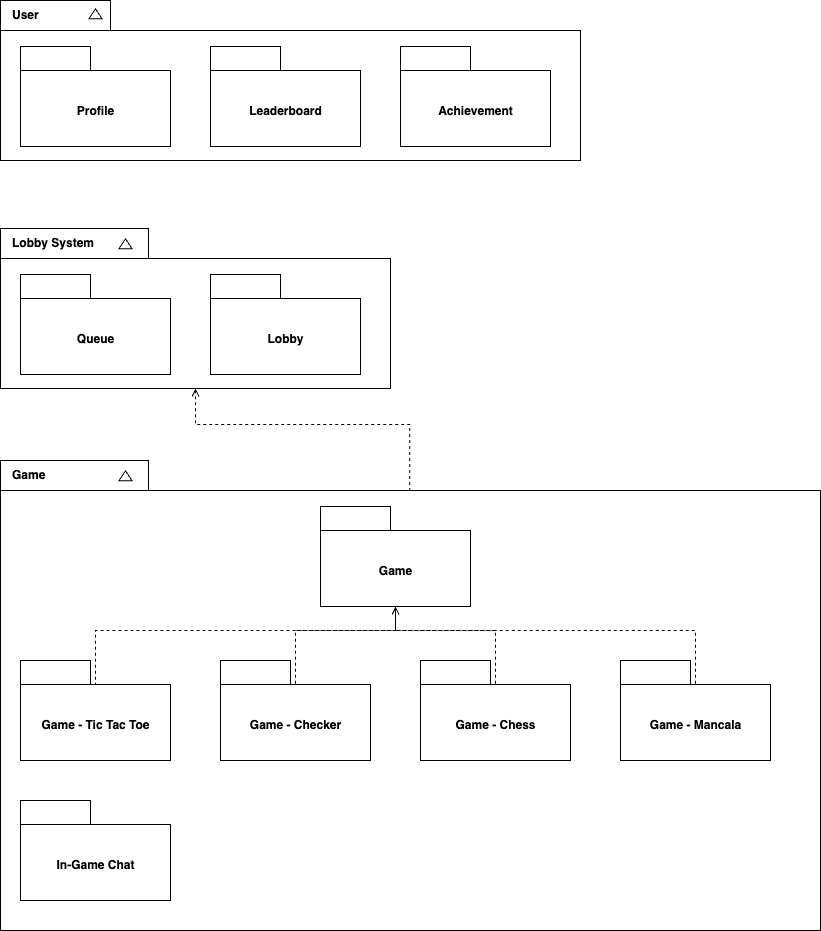 User
Profile
Leaderboard
Achievement
Lobby System
Queue
Lobby
Game
Game
Game - Tic Tac Toe
Game - Checker
Game - Chess
Game - Mancala
In-Game Chat